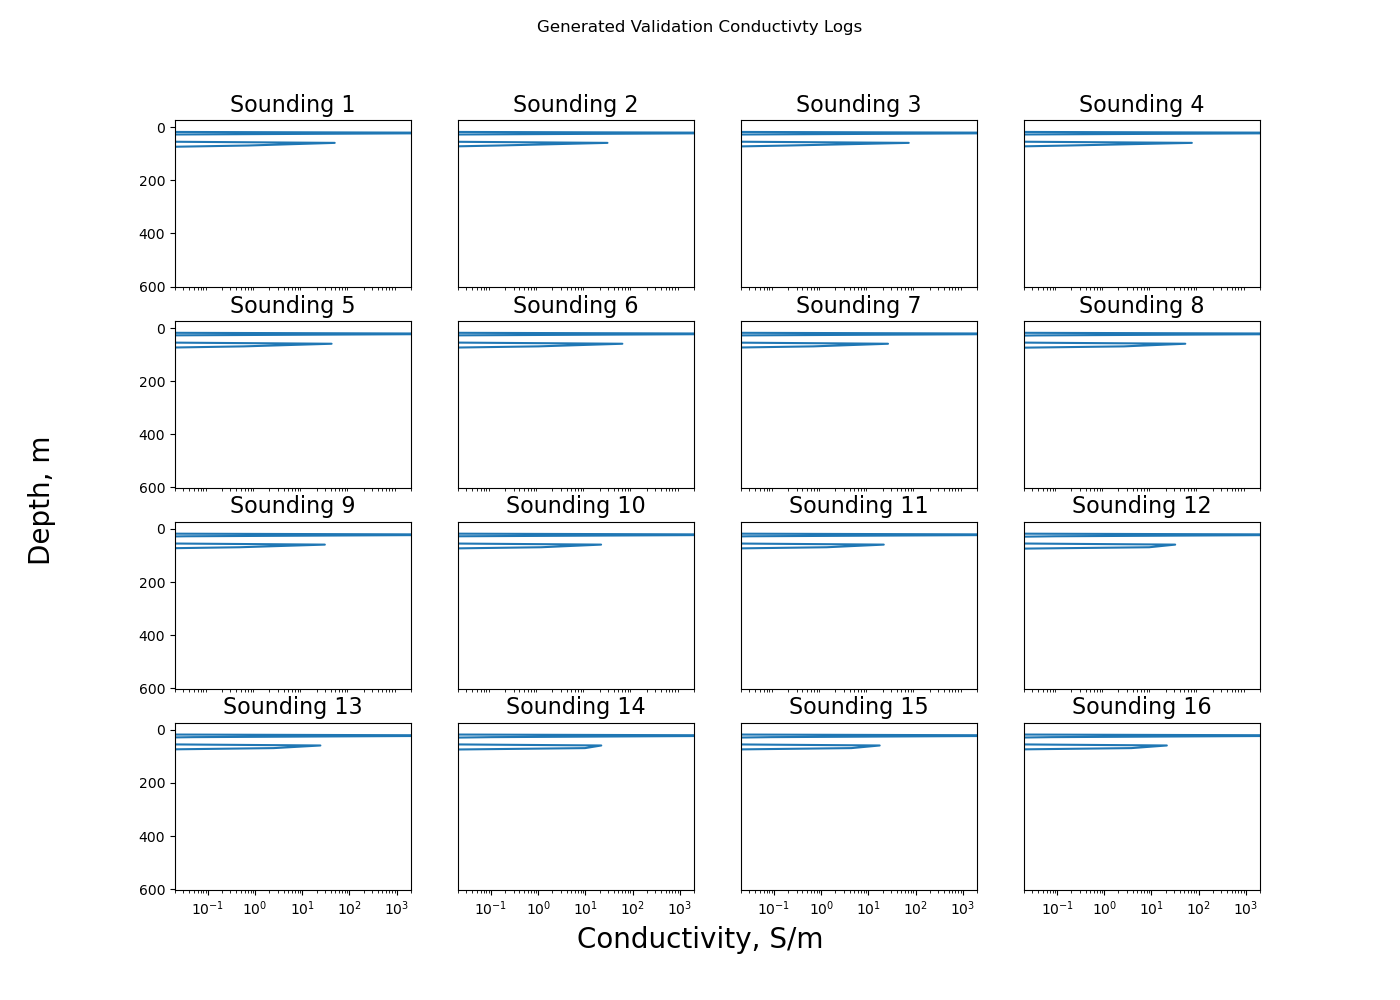 Generated Validation Conductivty Logs
Sounding 1 Sounding 2 Sounding 3 Sounding 4
0
200
400
600
Sounding 5 Sounding 6 Sounding 7 Sounding 8
0
200
400
600
Sounding 9 Sounding 10 Sounding 11 Sounding 12
0
200
400
600
Sounding 13 Sounding 14 Sounding 15 Sounding 16
0
200
400
600
10⁻¹ 10⁰ 10¹ 10² 10³ 10⁻¹ 10⁰ 10¹ 10² 10³ 10⁻¹ 10⁰ 10¹ 10² 10³ 10⁻¹ 10⁰ 10¹ 10² 10³
Depth, m
Conductivity, S/m